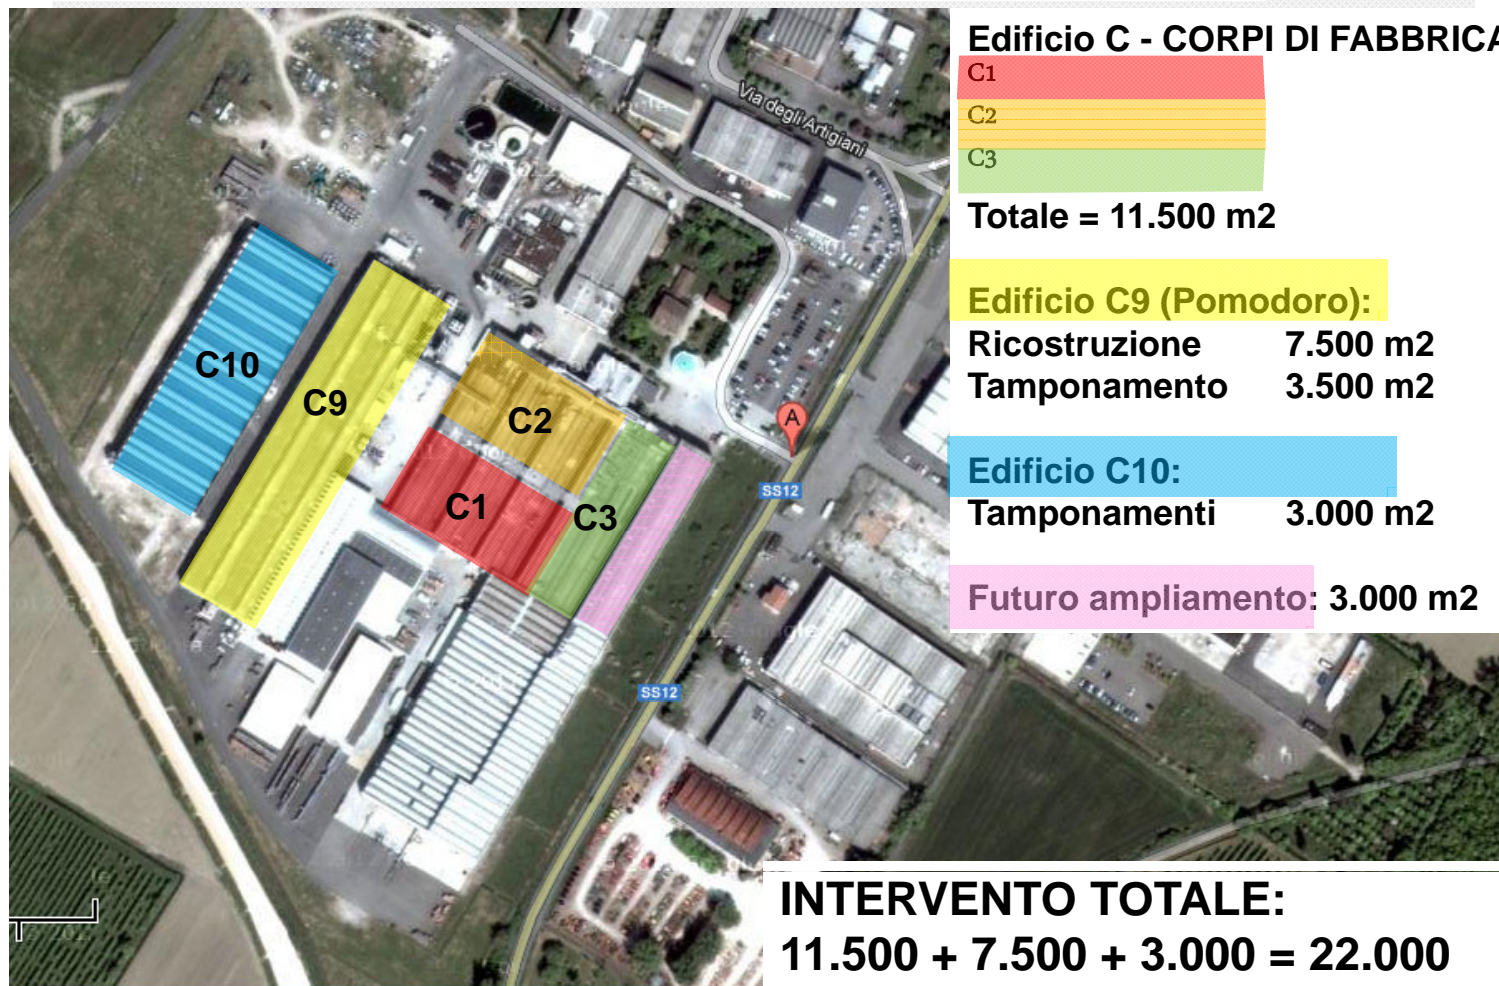 Edificio C - CORPI DI FABBRICA
C1
C2
C3
Totale = 11.500 m2
Edificio C9 (Pomodoro):
Ricostruzione 7.500 m2
Tamponamento 3.500 m2
Edificio C10:
Tamponamenti 3.000 m2
Futuro ampliamento: 3.000 m2
Via degli Artigiani
C10
C9
C2
C1
C3
A
SS12
SS12
INTERVENTO TOTALE:
11.500 + 7.500 + 3.000 = 22.000